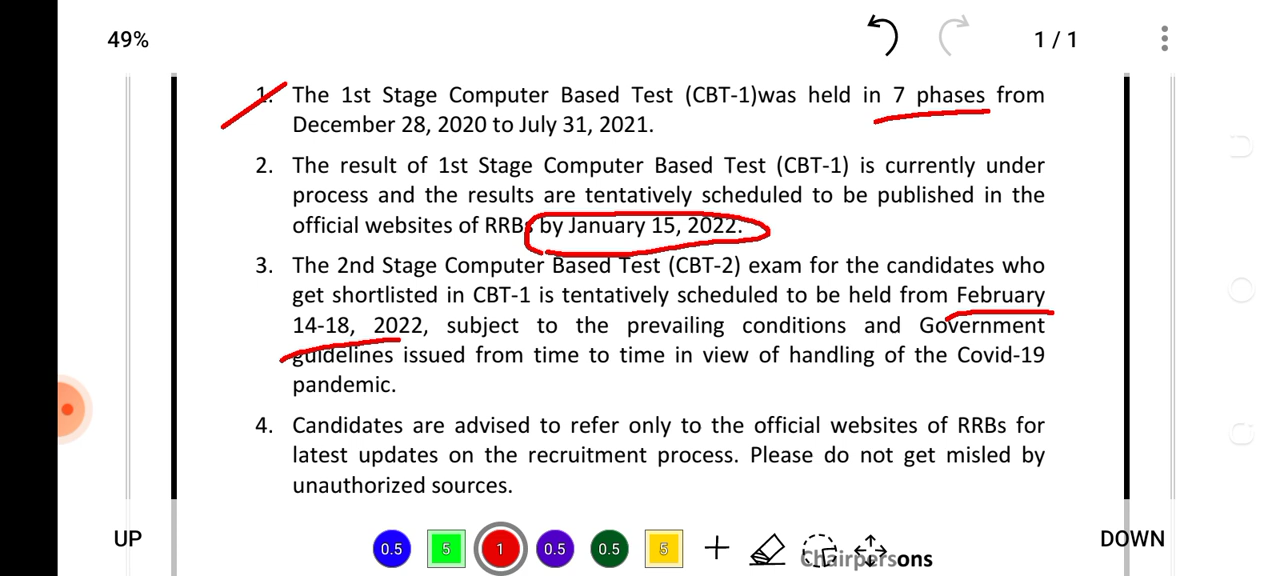 49%
1 / 1
1. The 1st Stage Computer Based Test (CBT-1)was held in 7 phases from
December 28, 2020 to July 31, 2021.
2. The result of 1st Stage Computer Based Test (CBT-1) is currently under
process and the results are tentatively scheduled to be published in the
official websites of RRBs by January 15, 2022.
3. The 2nd Stage Computer Based Test (CBT-2) exam for the candidates who
get shortlisted in CBT-1 is tentatively scheduled to be held from February
14-18, 2022, subject to the prevailing conditions and Government
guidelines issued from time to time in view of handling of the Covid-19
pandemic.
4. Candidates are advised to refer only to the official websites of RRBs for
latest updates on the recruitment process. Please do not get misled by
unauthorized sources.
UP
0.5 5 1 0.5 0.5 5
DOWN
Chairpersons